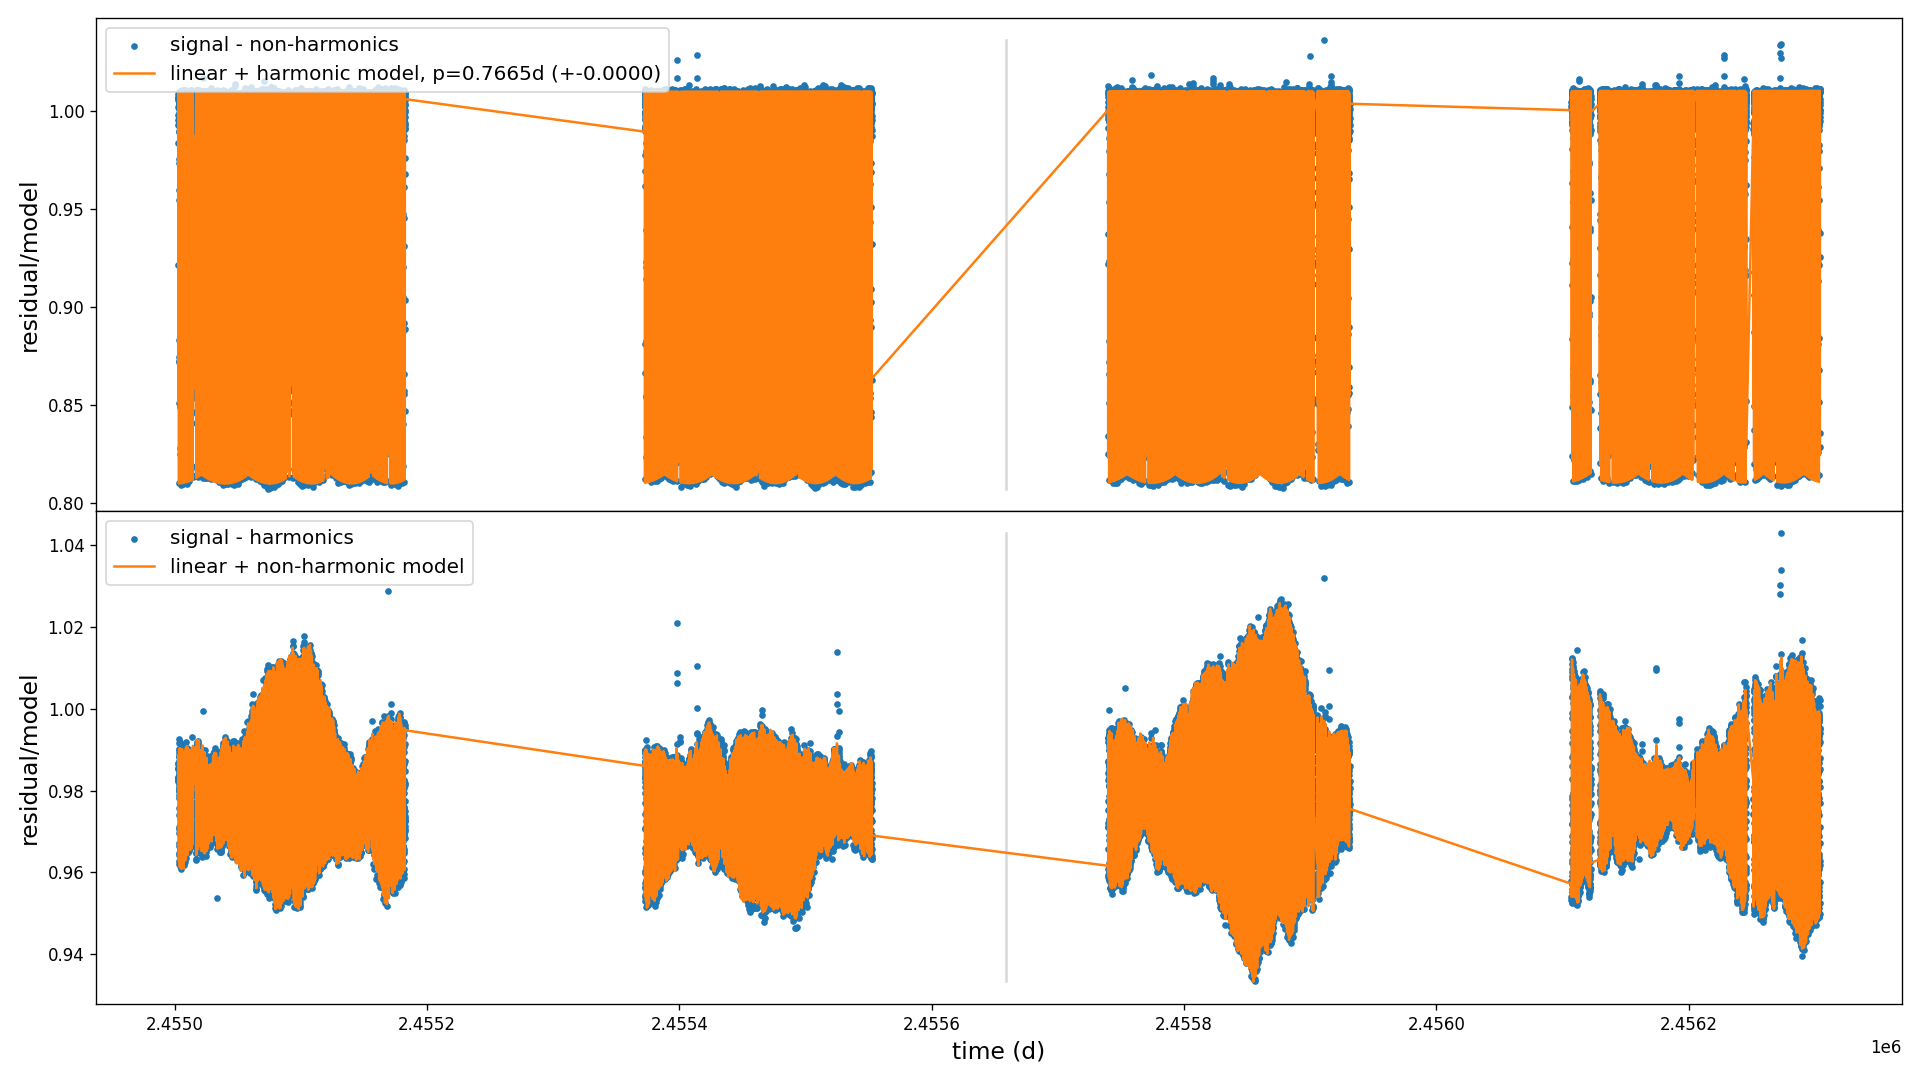 signal - non-harmonics
linear + harmonic model, p=0.7665d (+-0.0000)
1.00
0.95
0.90
0.85
0.80
residual/model
signal - harmonics
linear + non-harmonic model
1.04
1.02
1.00
0.98
0.96
0.94
residual/model
2.4550 2.4552 2.4554 2.4556 2.4558 2.4560 2.4562
time (d)
1e6